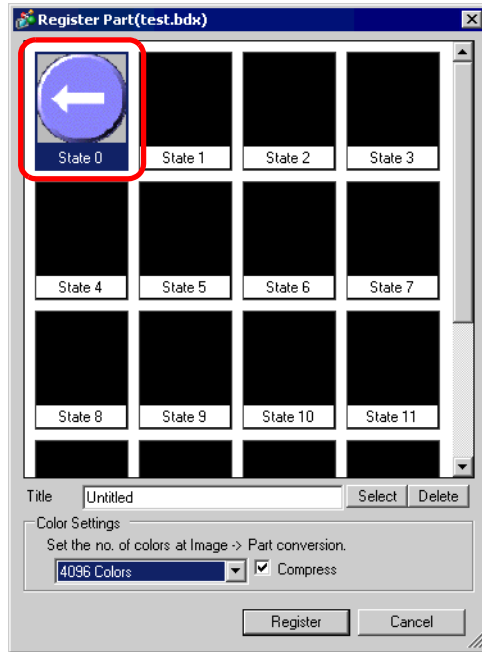 Register Part(test.bdx)
State 0 State 1 State 2 State 3
State 4 State 5 State 6 State 7
State 8 State 9 State 10 State 11
Title Untitled Select Delete
Color Settings
Set the no. of colors at Image -> Part conversion.
4096 Colors Compress
Register Cancel